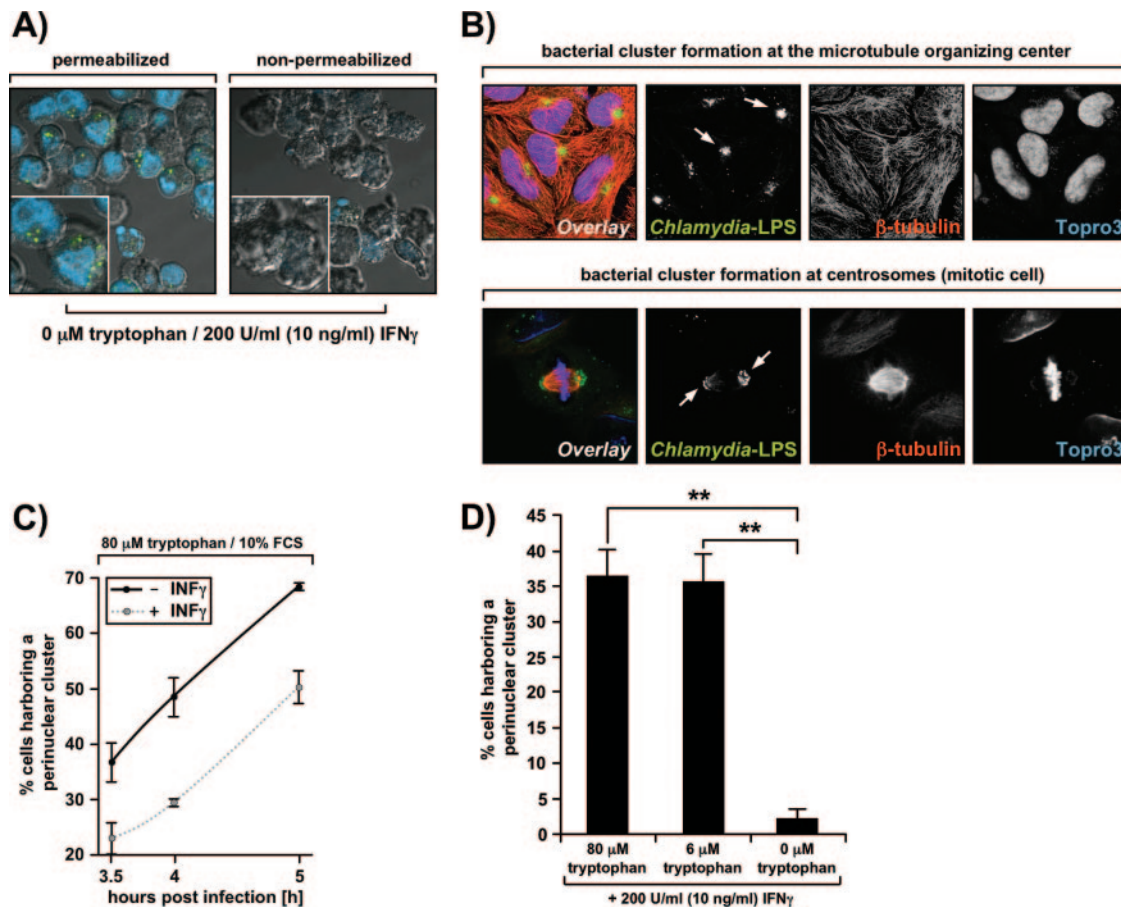 A)
permeabilized
non-permeabilized
0 μM tryptophan / 200 U/ml (10 ng/ml) IFNγ
B)
bacterial cluster formation at the microtubule organizing center
Overlay
Chlamydia-LPS
β-tubulin
Topro3
bacterial cluster formation at centrosomes (mitotic cell)
Overlay
Chlamydia-LPS
β-tubulin
Topro3
C)
80 μM tryptophan / 10% FCS
– INFγ
+ INFγ
% cells harboring a
perinuclear cluster
70
60
50
40
30
20
3.5
4
5
hours post infection [h]
D)
**
**
% cells harboring a
perinuclear cluster
45
40
35
30
25
20
15
10
5
0
80 μM
tryptophan
6 μM
tryptophan
0 μM
tryptophan
+ 200 U/ml (10 ng/ml) IFNγ